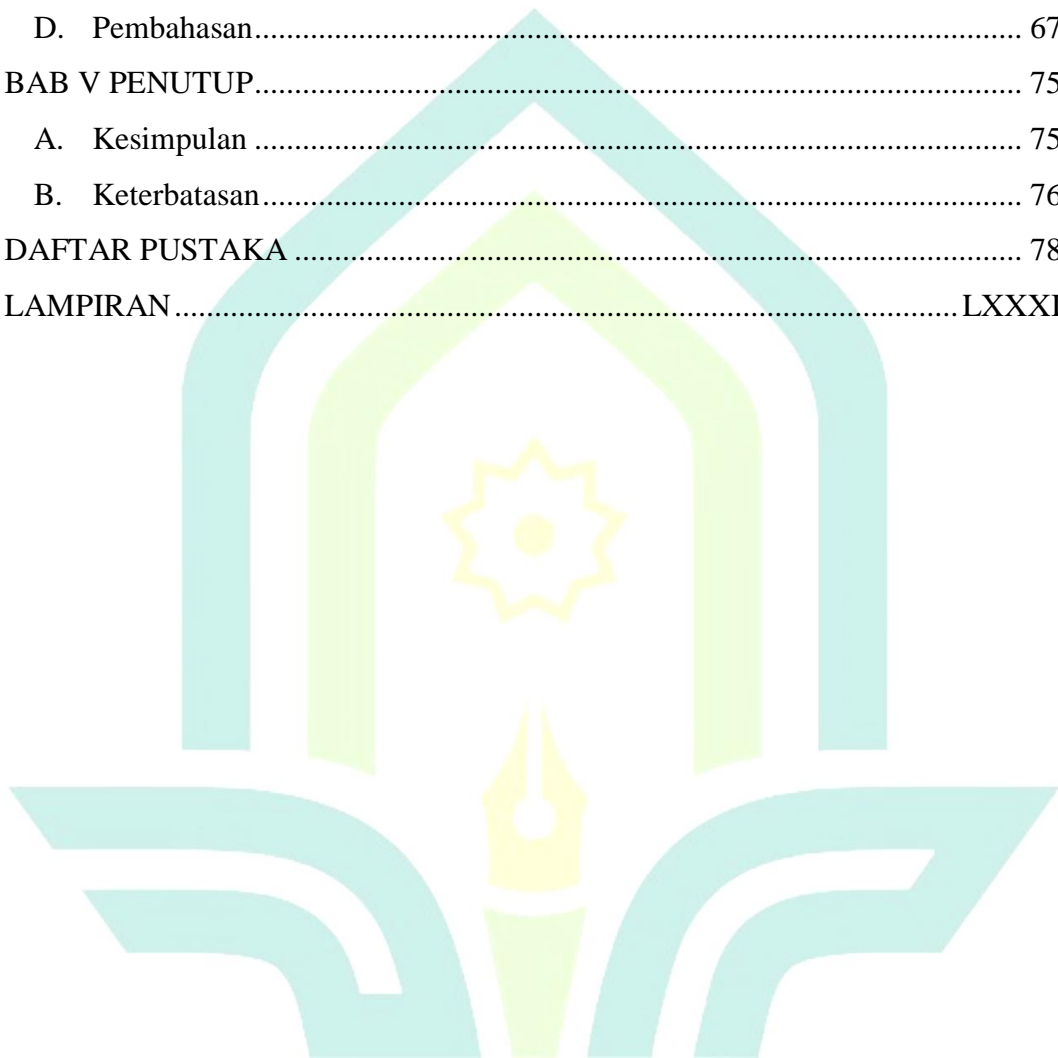 D. Pembahasan........................................................................................ 67
BAB V PENUTUP........................................................................................ 75
A. Kesimpulan ........................................................................................ 75
B. Keterbatasan........................................................................................ 76
DAFTAR PUSTAKA ........................................................................................ 78
LAMPIRAN........................................................................................ LXXXI